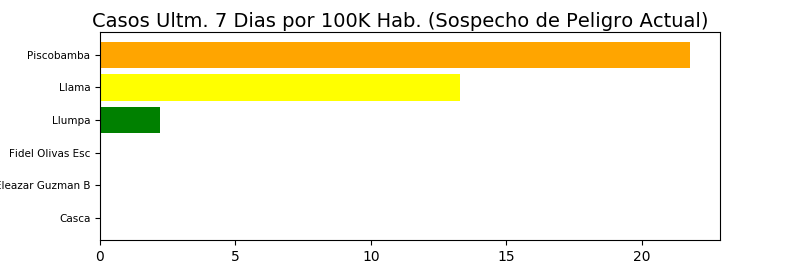 Casos Ultm. 7 Dias por 100K Hab. (Sospecho de Peligro Actual)
Piscobamba
Llama
Llumpa
Fidel Olivas Esc
Eleazar Guzman B
Casca
0 5 10 15 20